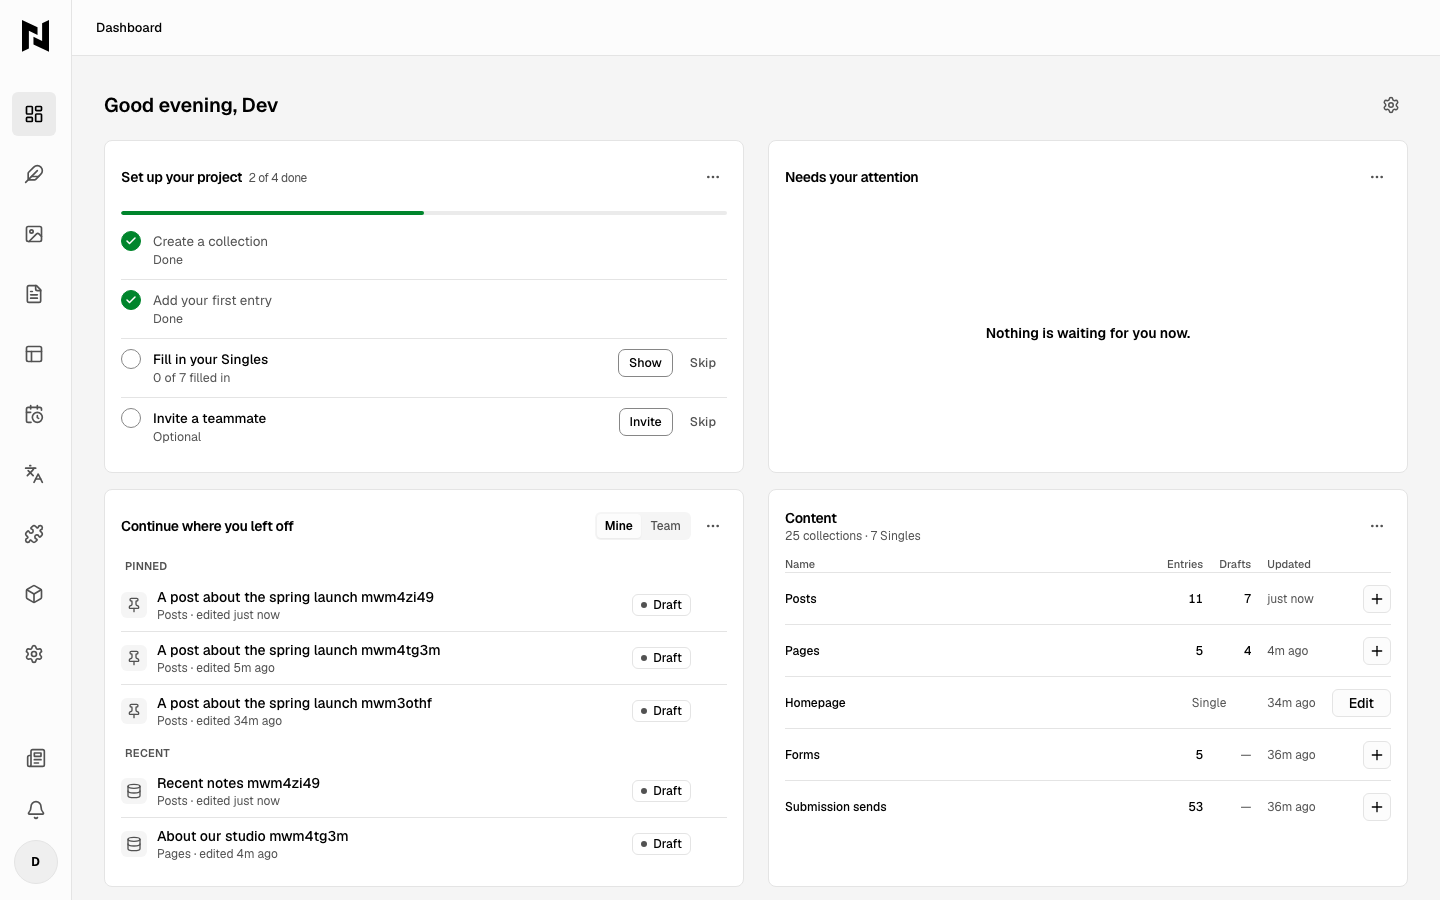 Dashboard
Good evening, Dev
Set up your project 2 of 4 done
Create a collection
Done
Add your first entry
Done
Fill in your Singles
0 of 7 filled in
Show
Skip
Invite a teammate
Optional
Invite
Skip
Needs your attention
Nothing is waiting for you now.
Continue where you left off
Mine
Team
PINNED
A post about the spring launch mwm4zi49
Posts · edited just now
Draft
A post about the spring launch mwm4tg3m
Posts · edited 5m ago
Draft
A post about the spring launch mwm3othf
Posts · edited 34m ago
Draft
RECENT
Recent notes mwm4zi49
Posts · edited just now
Draft
About our studio mwm4tg3m
Pages · edited 4m ago
Draft
Content
25 collections · 7 Singles
Name Entries Drafts Updated
Posts 11 7 just now
Pages 5 4 4m ago
Homepage Single 34m ago Edit
Forms 5 — 36m ago
Submission sends 53 — 36m ago
D